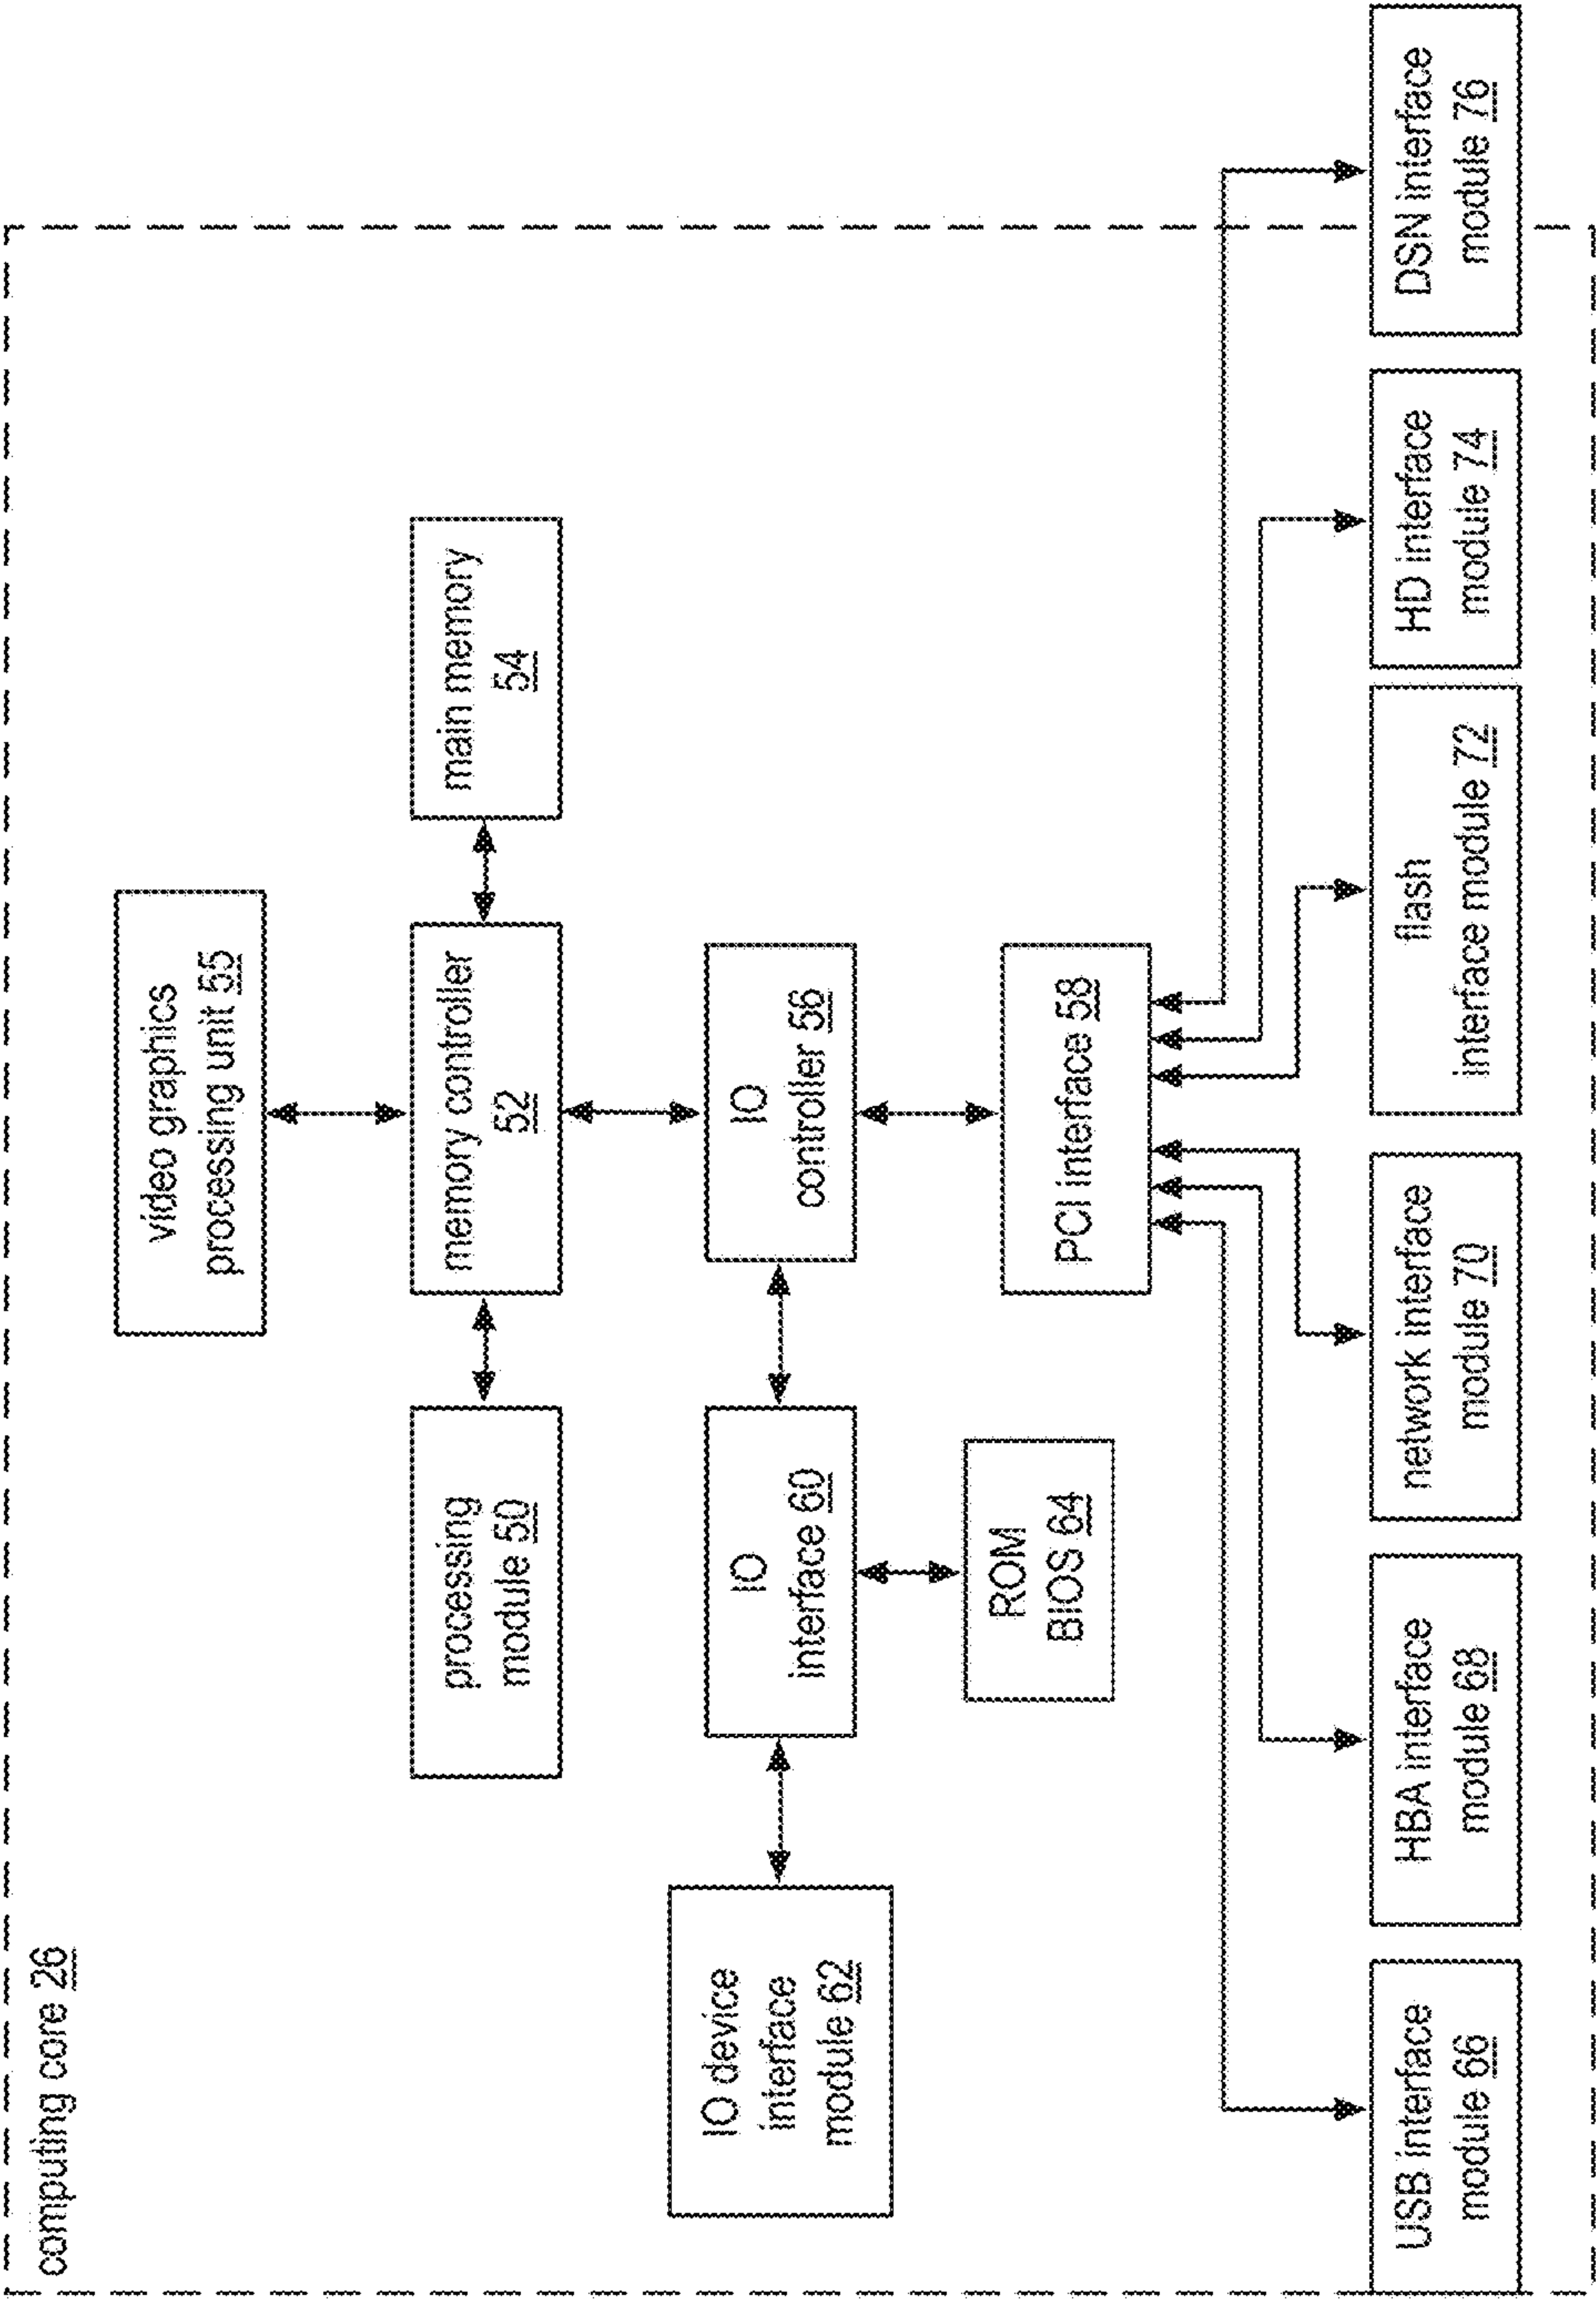 computing core 26
video graphics
processing unit 55
processing
module 50
memory controller
52
main memory
54
IO device
interface
module 62
IO
interface 60
IO
controller 56
ROM
BIOS 64
PCI interface 58
USB interface
module 66
HBA interface
module 68
network interface
module 70
flash
interface module 72
HD interface
module 74
DSN interface
module 76